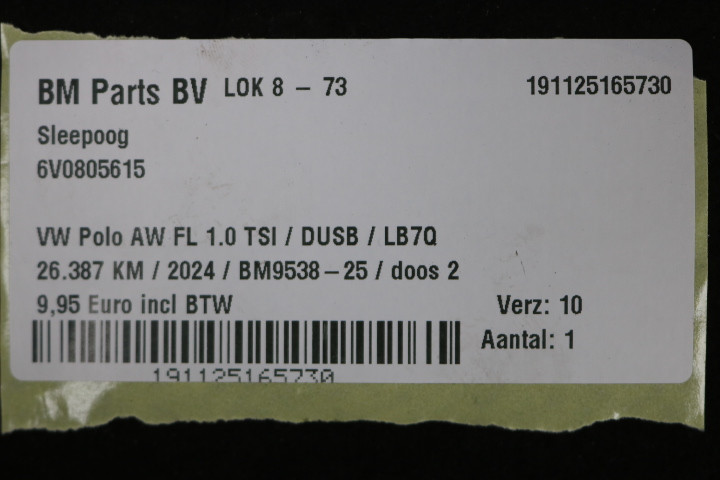 BM Parts BV LOK 8 - 73 191125165730
Sleepoog
6V0805615
VW Polo AW FL 1.0 TSI / DUSB / LB7Q
26.387 KM / 2024 / BM9538-25 / doos 2
9,95 Euro incl BTW Verz: 10
Aantal: 1
191125165730